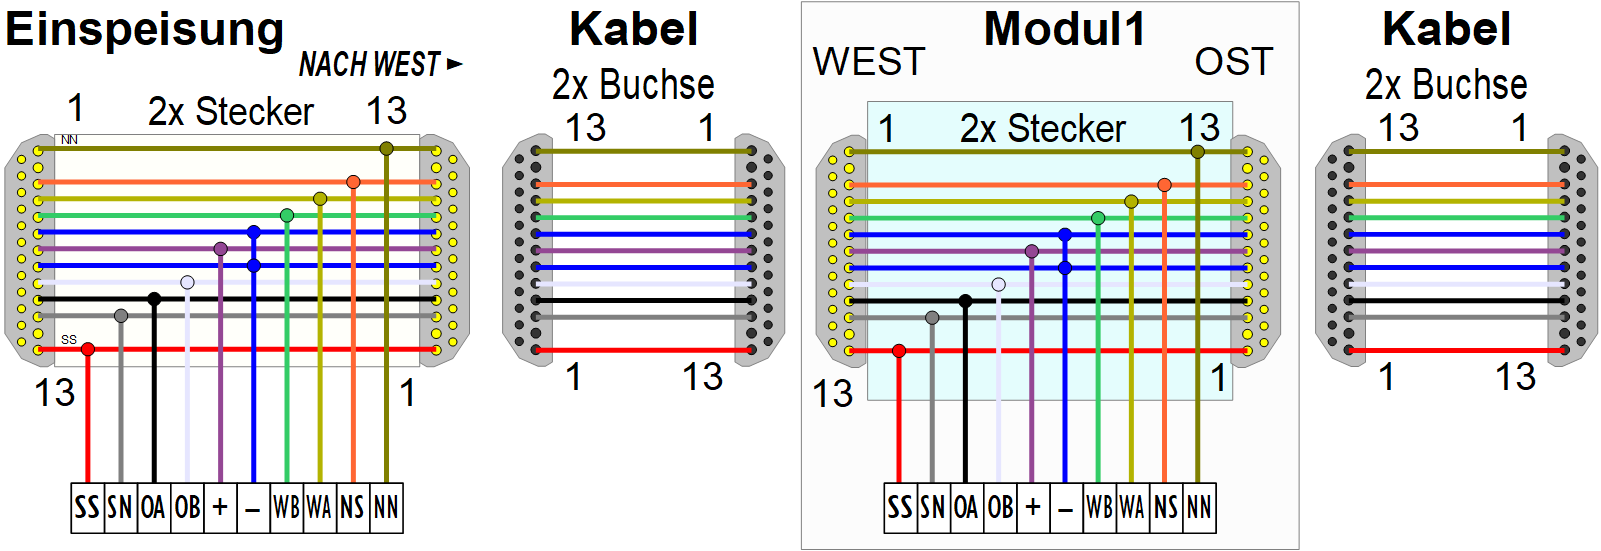 Einspeisung
NACH WEST ►
1 2x Stecker 13
NN
SS
13 1
SS SN OA OB + – WB WA NS NN
Kabel
2x Buchse
13 1
1 13
Modul1
WEST OST
1 2x Stecker 13
13 1
SS SN OA OB + – WB WA NS NN
Kabel
2x Buchse
13 1
1 13